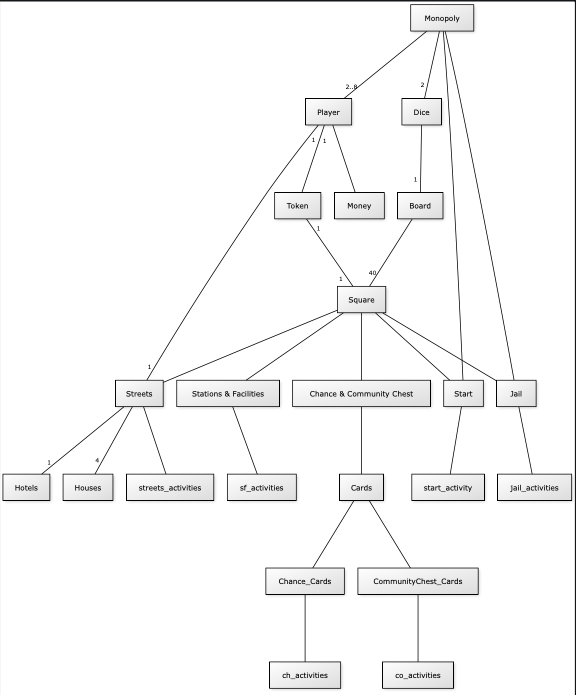 Monopoly
2..8
2
Player
Dice
1
1
1
Token
Money
Board
1
1
40
Square
1
Streets
Stations & Facilities
Chance & Community Chest
Start
Jail
1
4
Hotels
Houses
streets_activities
sf_activities
Cards
start_activity
jail_activities
Chance_Cards
CommunityChest_Cards
ch_activities
co_activities